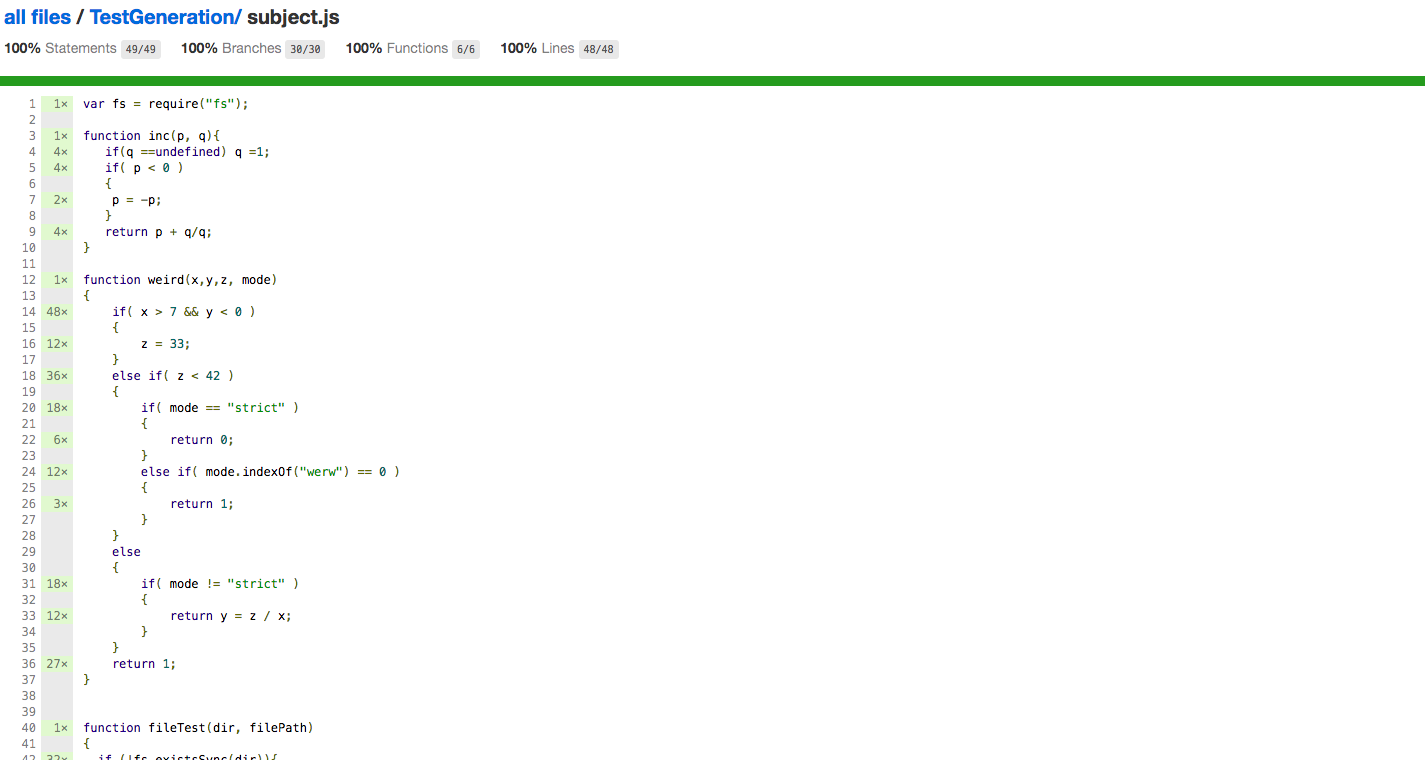 all files / TestGeneration/ subject.js
100% Statements 49/49 100% Branches 30/30 100% Functions 6/6 100% Lines 48/48
1 1× var fs = require("fs");
2
3 1× function inc(p, q){
4 4× if(q ==undefined) q =1;
5 4× if( p < 0 )
6 {
7 2× p = -p;
8 }
9 4× return p + q/q;
10 }
11
12 1× function weird(x,y,z, mode)
13 {
14 48× if( x > 7 && y < 0 )
15 {
16 12× z = 33;
17 }
18 36× else if( z < 42 )
19 {
20 18× if( mode == "strict" )
21 {
22 6× return 0;
23 }
24 12× else if( mode.indexOf("werw") == 0 )
25 {
26 3× return 1;
27 }
28 }
29 else
30 {
31 18× if( mode != "strict" )
32 {
33 12× return y = z / x;
34 }
35 }
36 27× return 1;
37 }
38
39
40 1× function fileTest(dir, filePath)
41 {
42 32× if (!fs.existsSync(dir)){